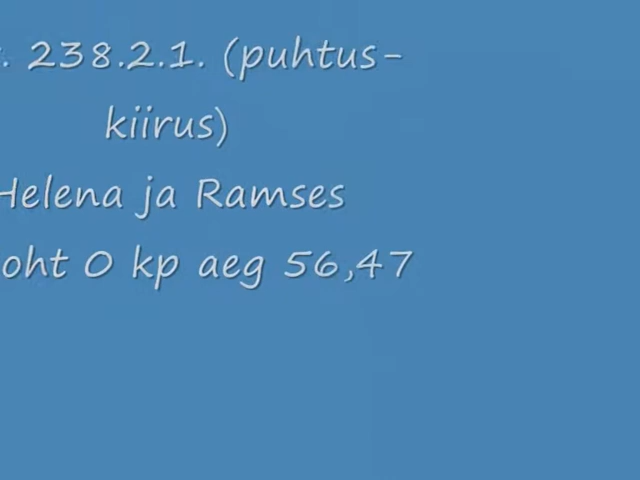 . 238.2.1. (puhtus-
kiirus)
Helena ja Ramses
oht 0 kp aeg 56,47